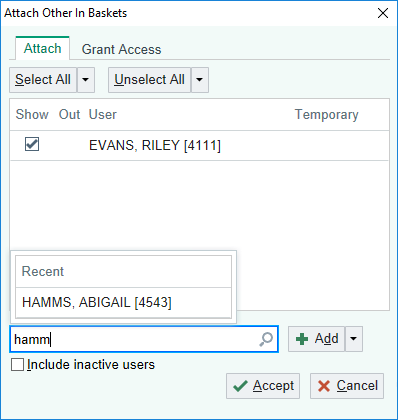 Attach Other In Baskets
Attach Grant Access
Select All Unselect All
Show Out User Temporary
EVANS, RILEY [4111]
Recent
HAMMS, ABIGAIL [4543]
hamm Add
Include inactive users
Accept Cancel